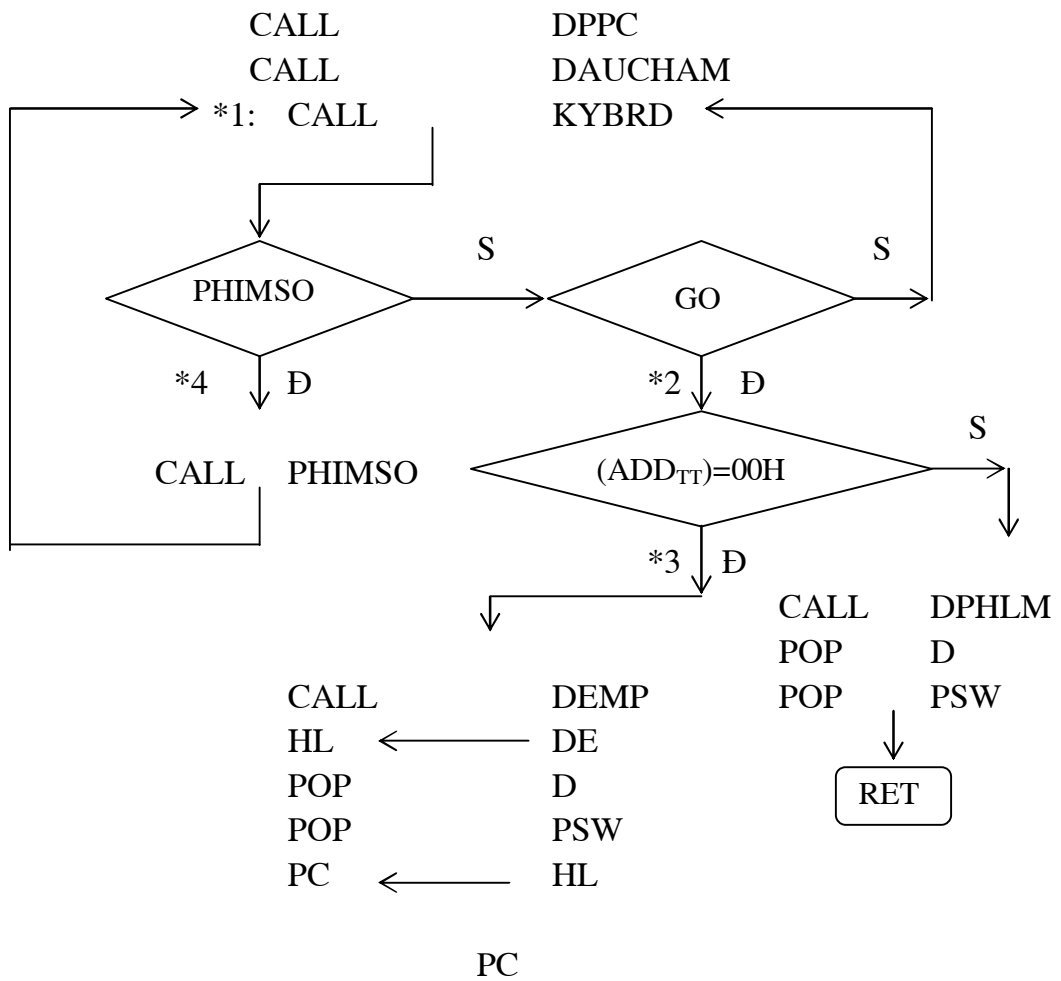 CALL DPPC
CALL DAUCHAM
*1: CALL KYBRD
S
S
PHIMSO
GO
*4 Đ
*2 Đ
S
CALL PHIMSO
(ADDTT)=00H
*3 Đ
CALL DPHLM
POP D
POP PSW
RET
CALL DEMP
HL DE
POP D
POP PSW
PC HL
PC